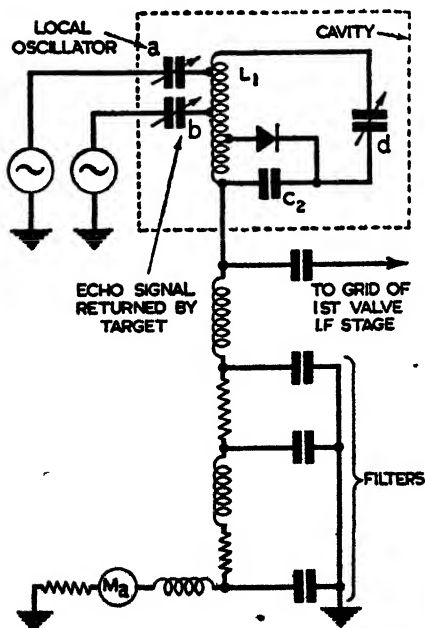 LOCAL
OSCILLATOR
CAVITY
a
L1
b
d
C2
ECHO SIGNAL
RETURNED BY
TARGET
TO GRID OF
1ST VALVE
I.F STAGE
FILTERS
Ma